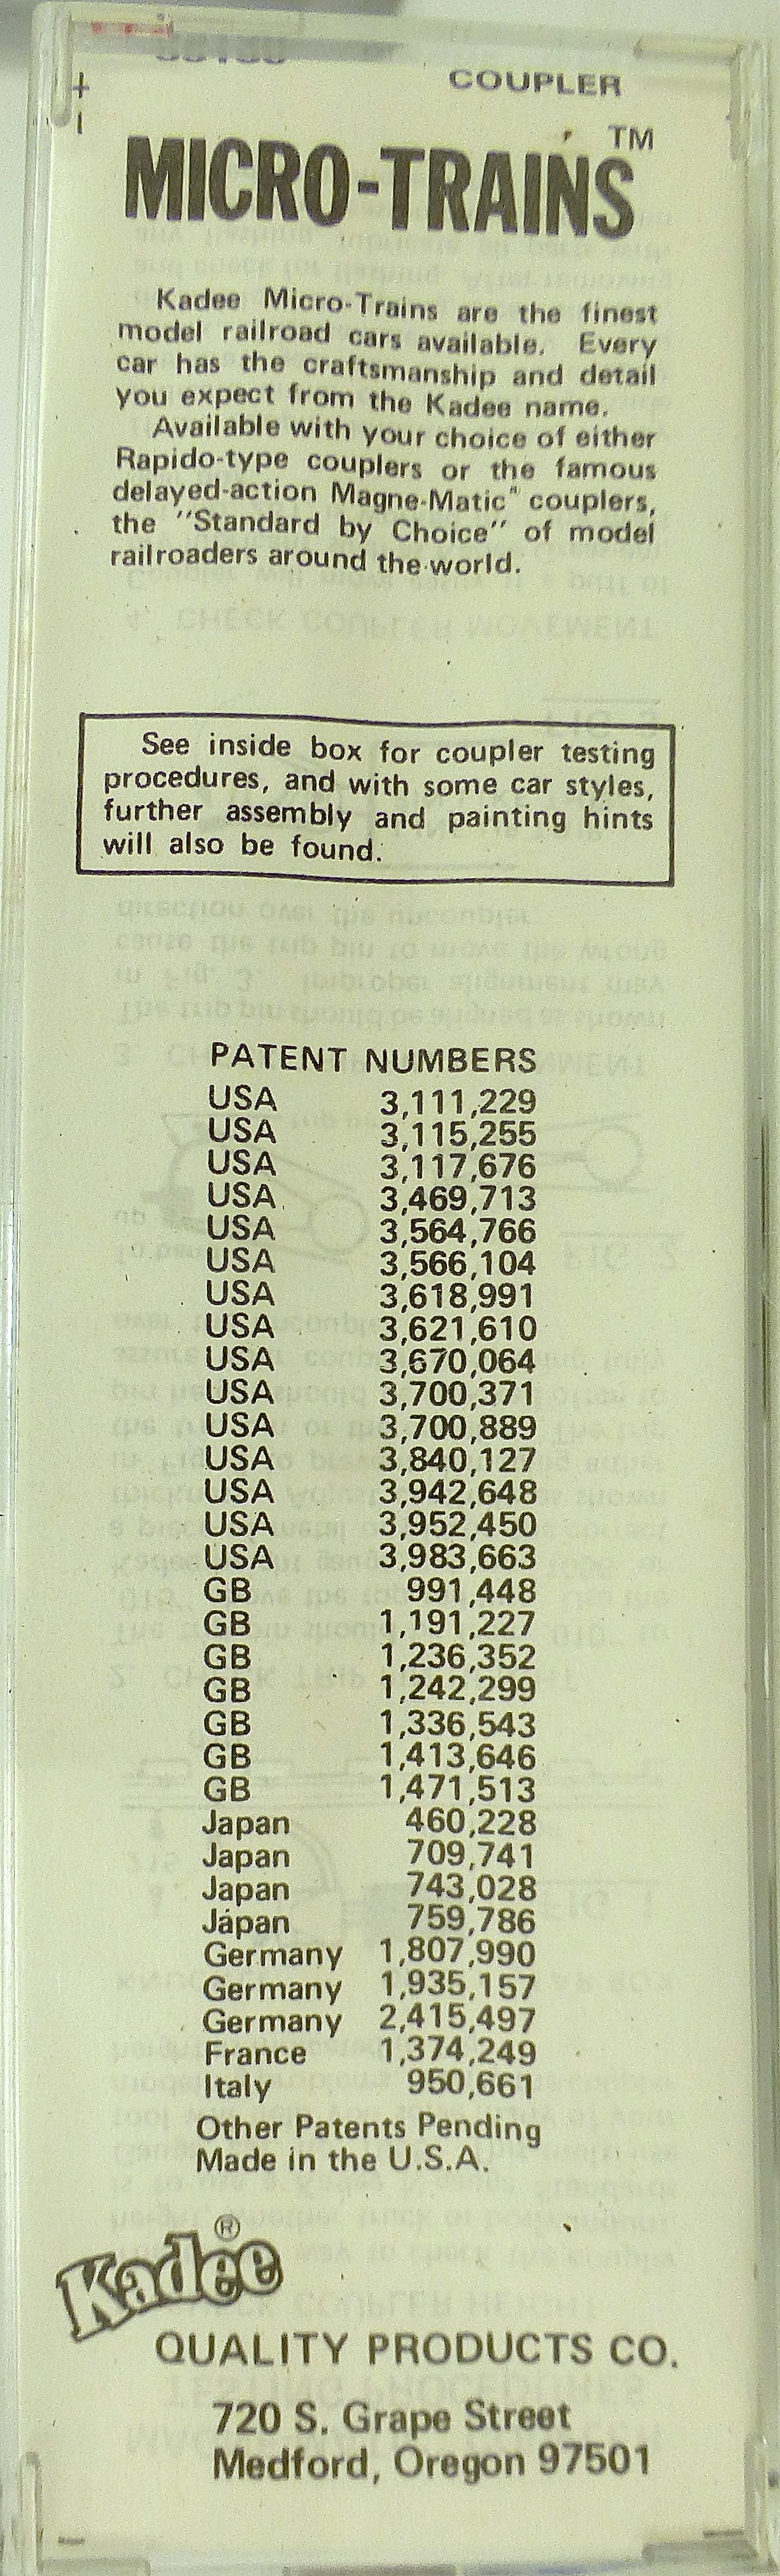 COUPLER
MICRO-TRAINS™
Kadee Micro-Trains are the finest
model railroad cars available. Every
car has the craftsmanship and detail
you expect from the Kadee name.
Available with your choice of either
Rapido-type couplers or the famous
delayed-action Magne-Matic® couplers,
the "Standard by Choice" of model
railroaders around the world.
See inside box for coupler testing
procedures, and with some car styles,
further assembly and painting hints
will also be found.
PATENT NUMBERS
USA 3,111,229
USA 3,115,255
USA 3,117,676
USA 3,469,713
USA 3,564,766
USA 3,566,104
USA 3,618,991
USA 3,621,610
USA 3,670,064
USA 3,700,371
USA 3,700,889
USA 3,840,127
USA 3,942,648
USA 3,952,450
USA 3,983,663
GB 991,448
GB 1,191,227
GB 1,236,352
GB 1,242,299
GB 1,336,543
GB 1,413,646
GB 1,471,513
Japan 460,228
Japan 709,741
Japan 743,028
Japan 759,786
Germany 1,807,990
Germany 1,935,157
Germany 2,415,497
France 1,374,249
Italy 950,661
Other Patents Pending
Made in the U.S.A.
Kadee®
QUALITY PRODUCTS CO.
720 S. Grape Street
Medford, Oregon 97501